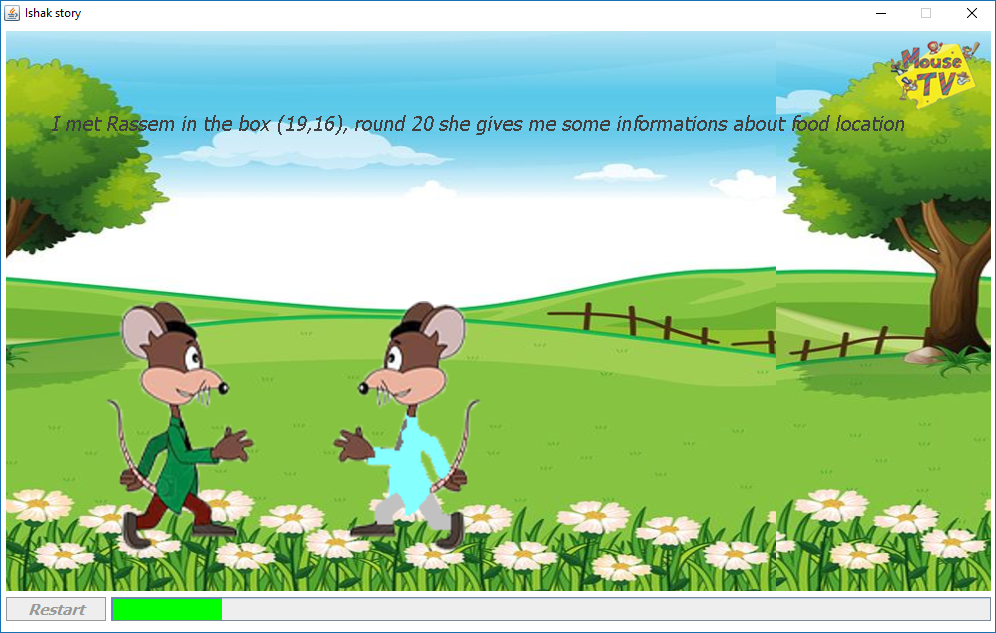 Ishak story
Mouse
TV
I met Rassem in the box (19,16), round 20 she gives me some informations about food location
Restart